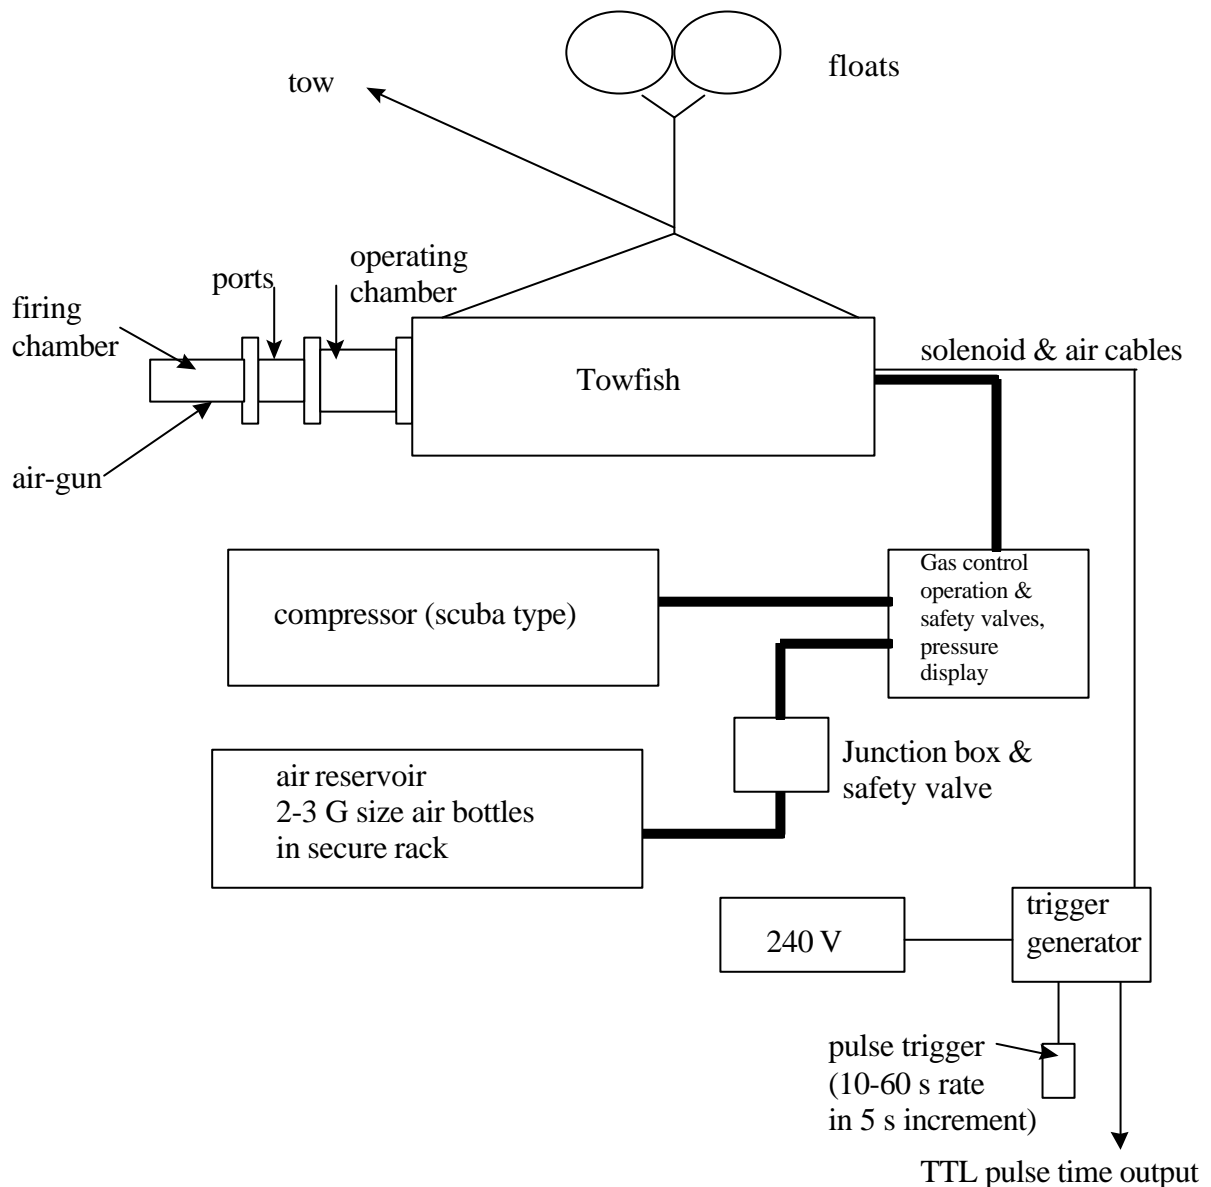 floats
tow
operating
chamber
ports
firing
chamber
solenoid & air cables
Towfish
air-gun
Gas control
operation &
safety valves,
pressure
display
compressor (scuba type)
Junction box &
safety valve
air reservoir
2-3 G size air bottles
in secure rack
trigger
generator
240 V
pulse trigger
(10-60 s rate
in 5 s increment)
TTL pulse time output